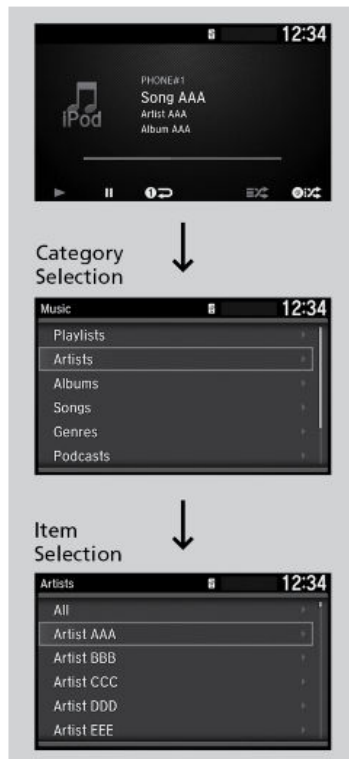 12:34
PHONE#1
Song AAA
iPod
Artist AAA
Album AAA
1
Category
Selection
Music 12:34
Playlists
Artists
Albums
Songs
Genres
Podcasts
Item
Selection
Artists 12:34
All
Artist AAA
Artist BBB
Artist CCC
Artist DDD
Artist EEE